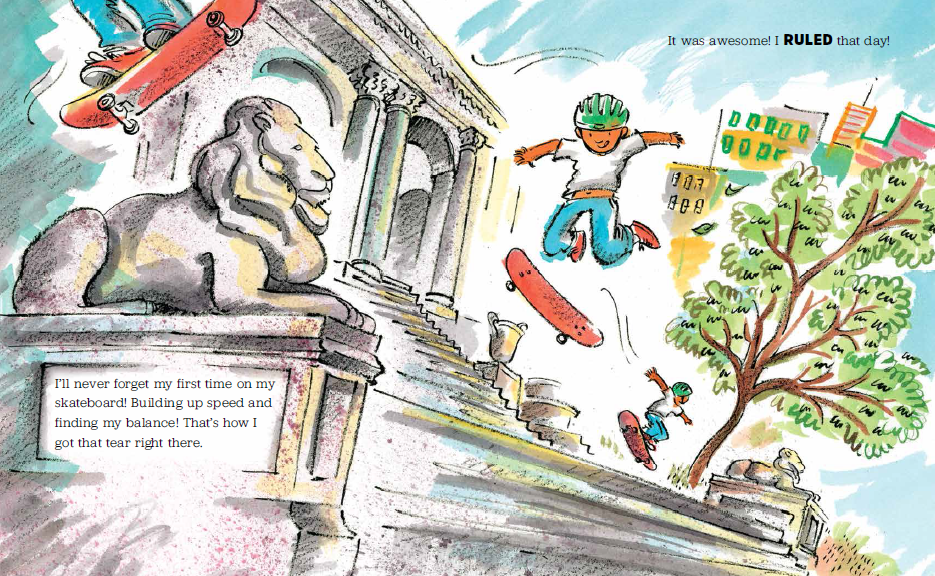 It was awesome! I RULED that day!
I'll never forget my first time on my
skateboard! Building up speed and
finding my balance! That's how I
got that tear right there.